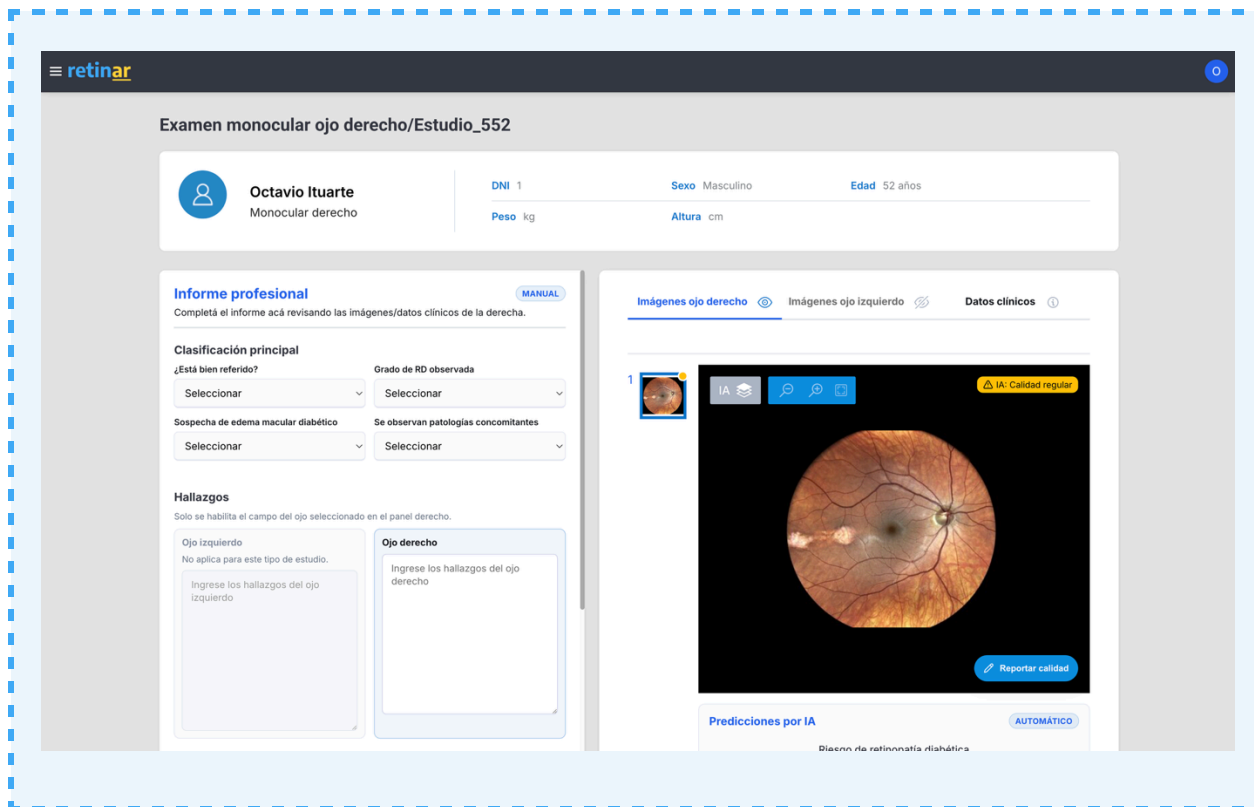 retinar
O
Examen monocular ojo derecho/Estudio_552
Octavio Ituarte
Monocular derecho
DNI 1
Sexo Masculino
Edad 52 años
Peso kg
Altura cm
Informe profesional
MANUAL
Completá el informe acá revisando las imágenes/datos clínicos de la derecha.
Clasificación principal
¿Está bien referido?
Grado de RD observada
Seleccionar
Seleccionar
Sospecha de edema macular diabético
Se observan patologías concomitantes
Seleccionar
Seleccionar
Hallazgos
Solo se habilita el campo del ojo seleccionado en el panel derecho.
Ojo izquierdo
No aplica para este tipo de estudio.
Ingrese los hallazgos del ojo
izquierdo
Ojo derecho
Ingrese los hallazgos del ojo
derecho
Imágenes ojo derecho
Imágenes ojo izquierdo
Datos clínicos
1
IA
IA: Calidad regular
Reportar calidad
Predicciones por IA
AUTOMÁTICO
Riesgo de retinopatía diabética